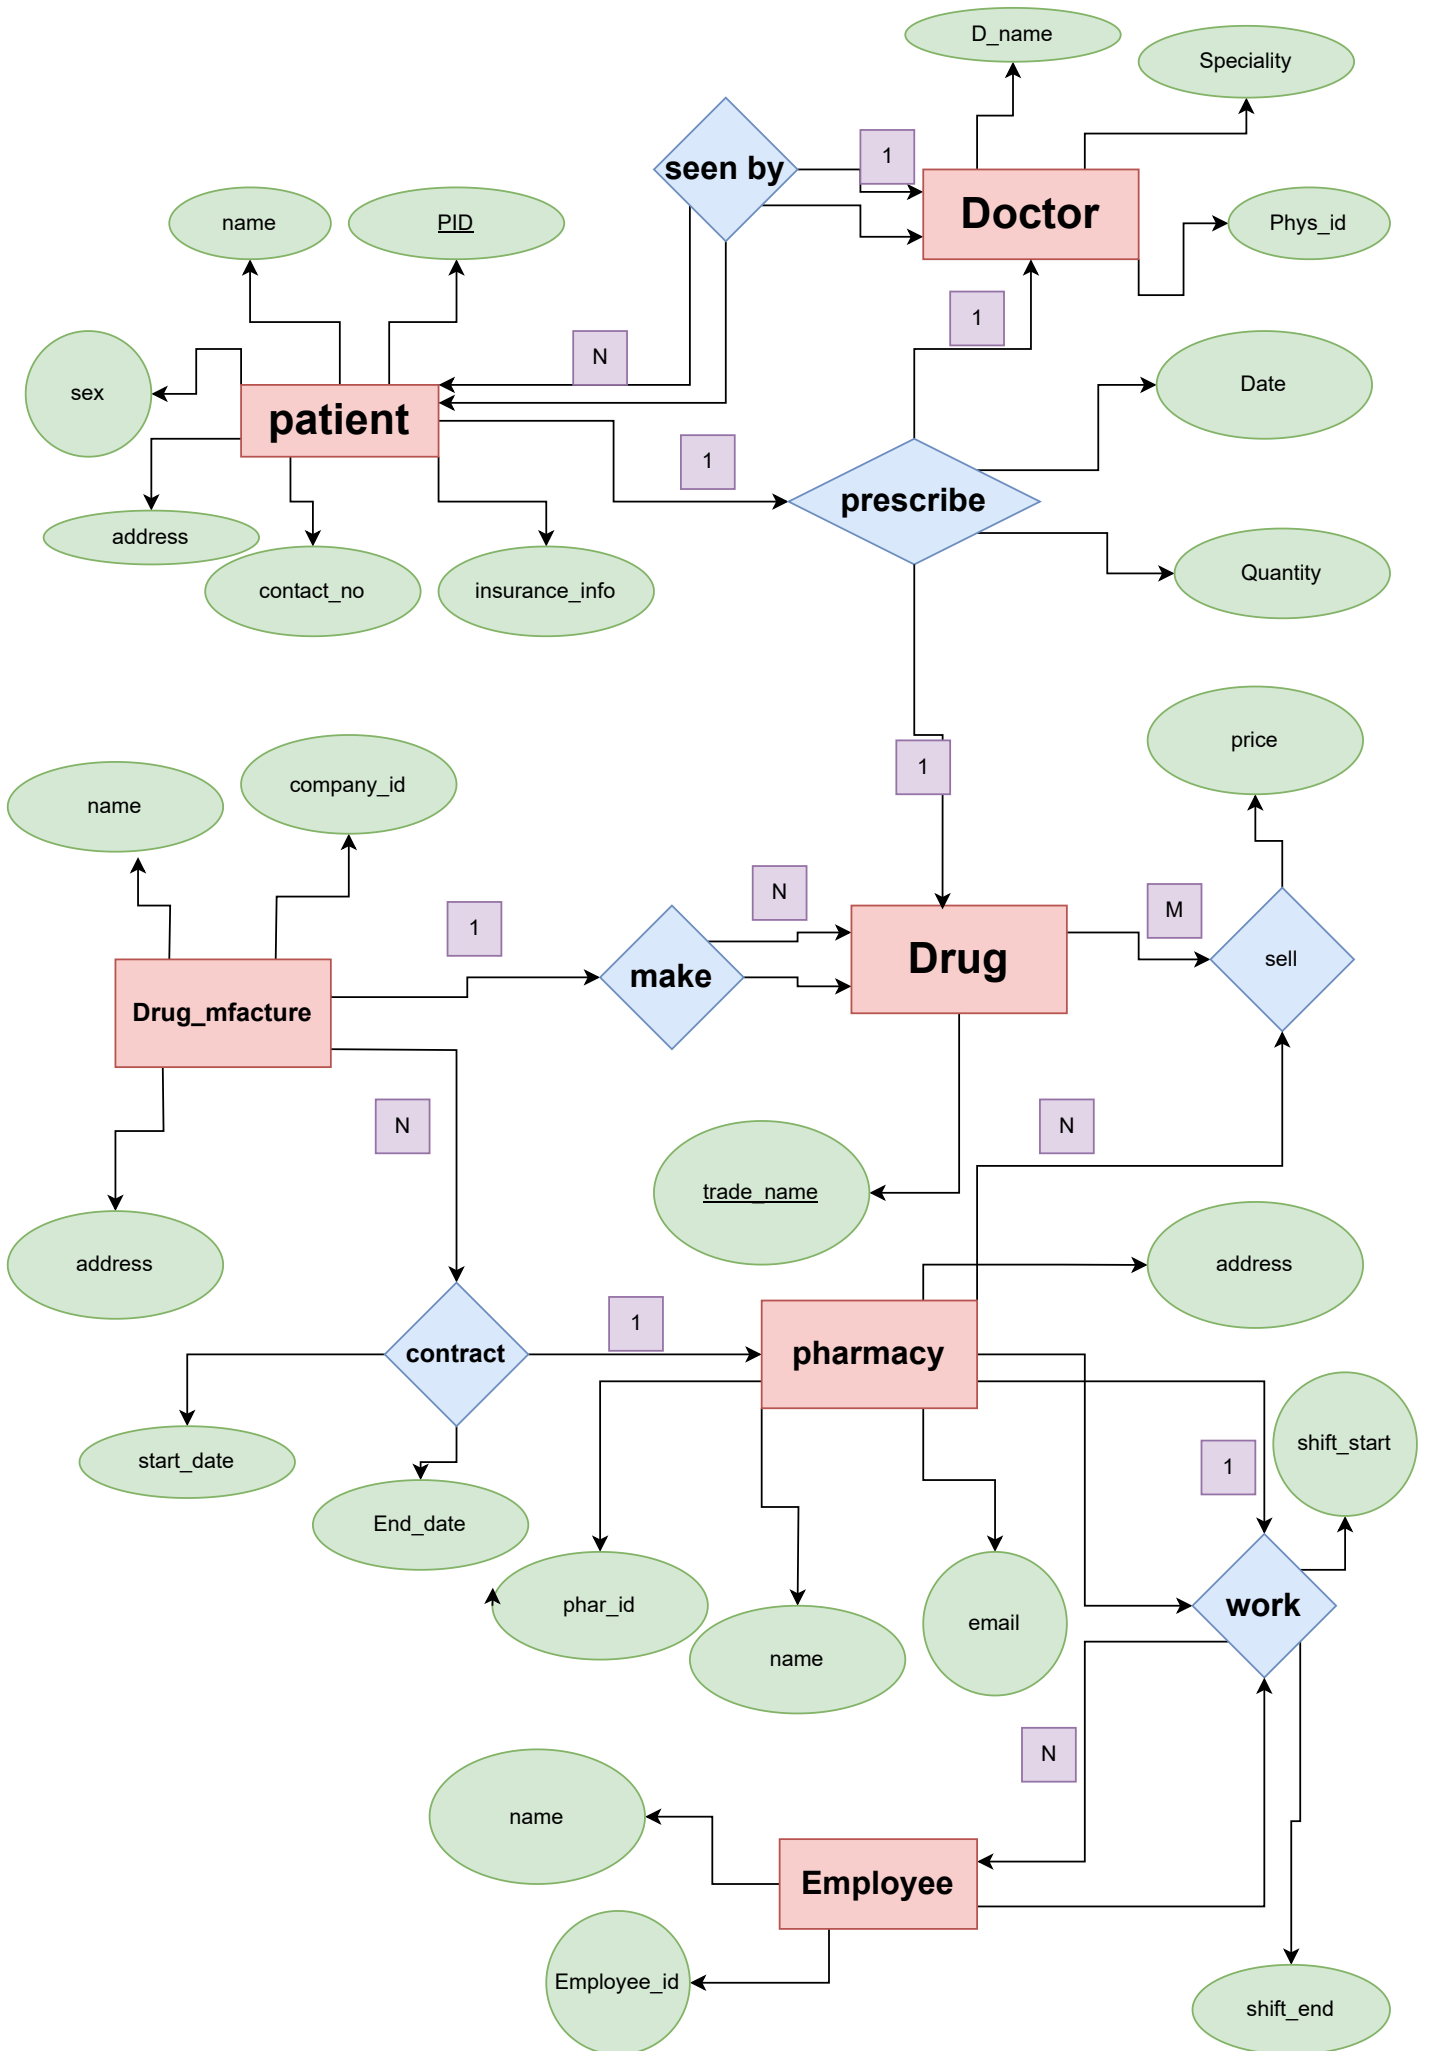 D_name
Speciality
seen by
1
Doctor
name
PID
Phys_id
1
N
sex
Date
patient
1
prescribe
address
contact_no
insurance_info
Quantity
price
1
name
company_id
N
M
1
Drug
sell
make
Drug_mfacture
N
N
trade_name
address
address
1
contract
pharmacy
start_date
shift_start
1
End_date
phar_id
work
email
name
N
name
Employee
Employee_id
shift_end